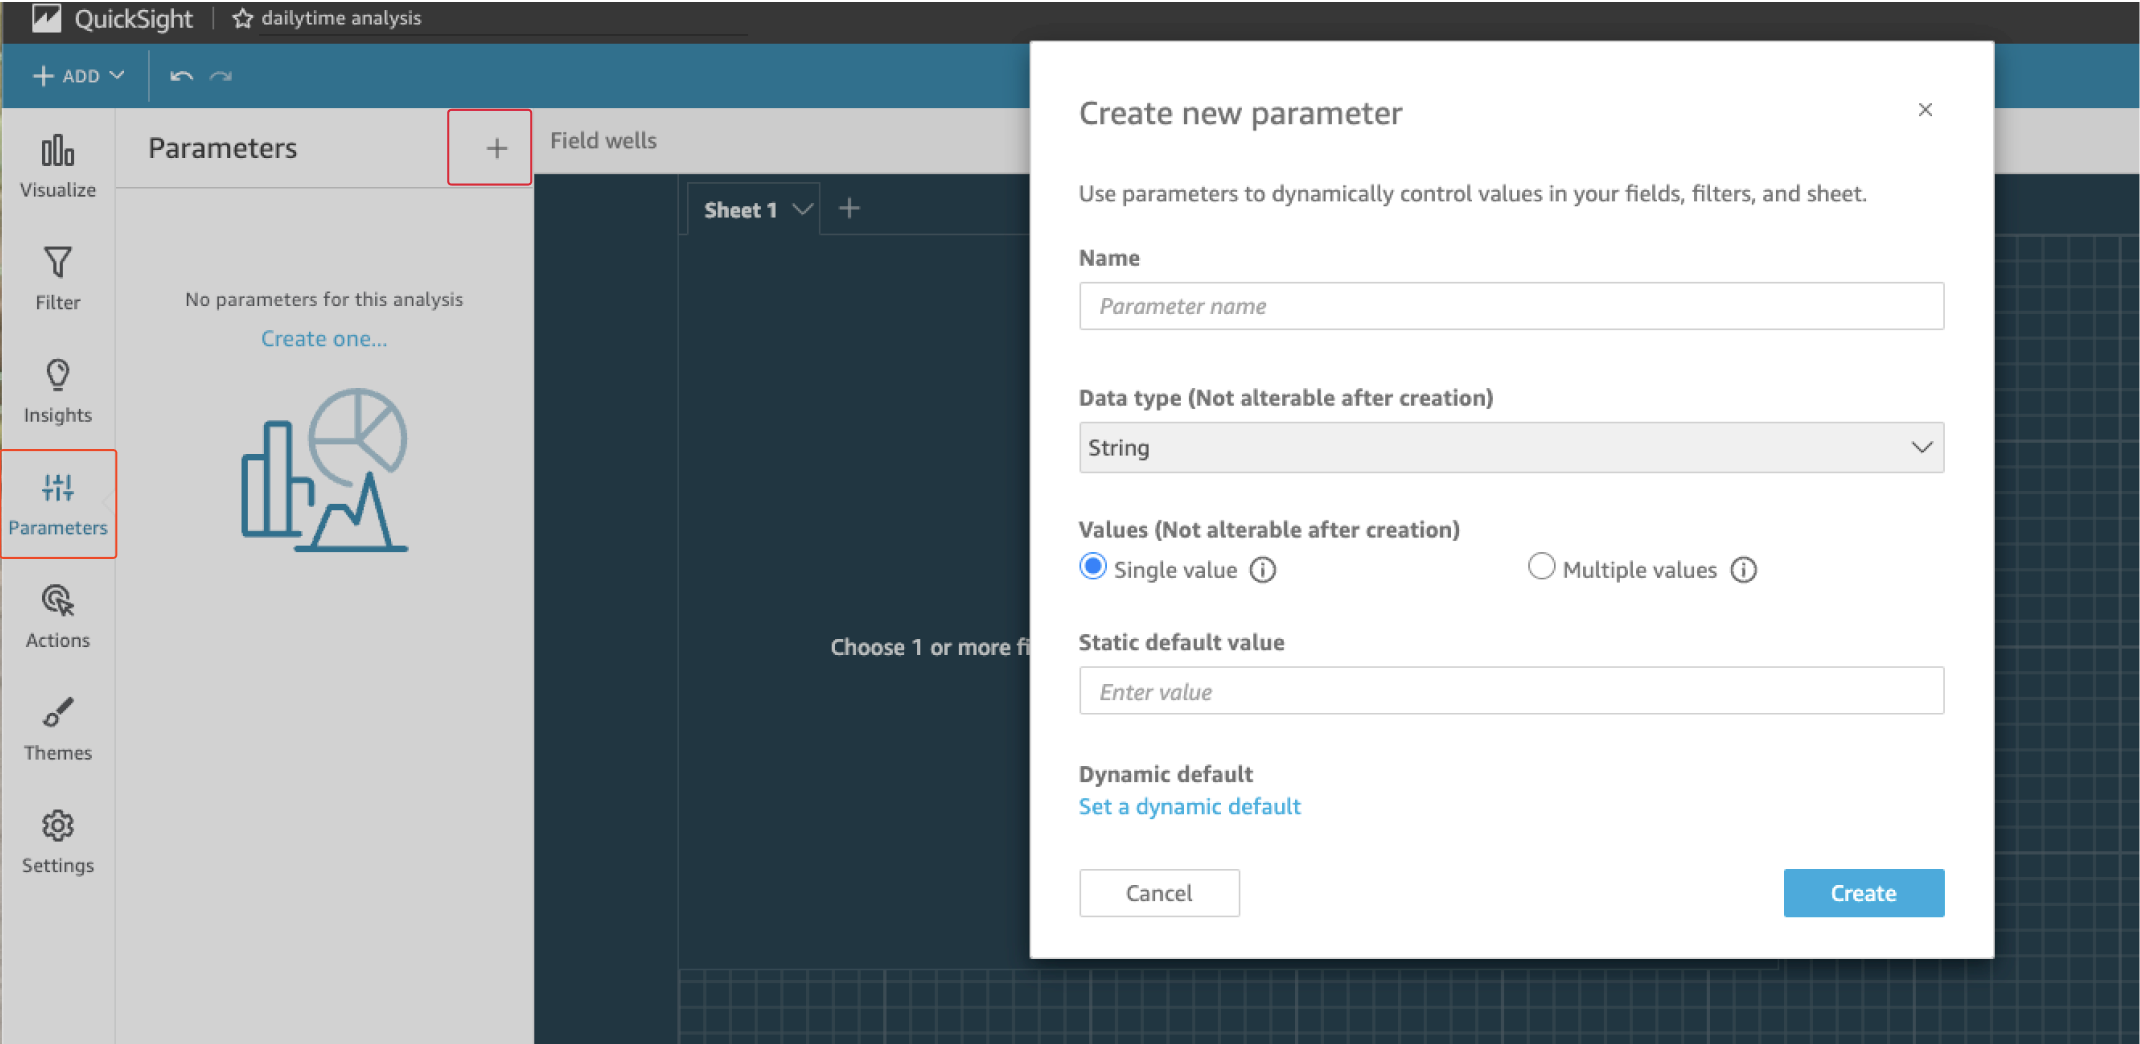 QuickSight
dailytime analysis
ADD
Visualize
Filter
Insights
Parameters
Actions
Themes
Settings
Parameters
No parameters for this analysis
Create one...
Field wells
Sheet 1
Choose 1 or more fi
Create new parameter
Use parameters to dynamically control values in your fields, filters, and sheet.
Name
Parameter name
Data type (Not alterable after creation)
String
Values (Not alterable after creation)
Single value
Multiple values
Static default value
Enter value
Dynamic default
Set a dynamic default
Cancel
Create